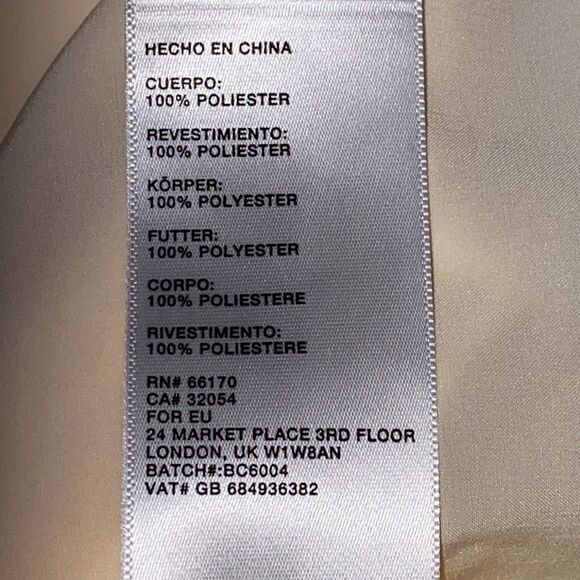 HECHO EN CHINA
CUERPO:
100% POLIESTER
REVESTIMIENTO:
100% POLIESTER
KÖRPER:
100% POLYESTER
FUTTER:
100% POLYESTER
CORPO:
100% POLIESTERE
RIVESTIMENTO:
100% POLIESTERE
RN# 66170
CA# 32054
FOR EU
24 MARKET PLACE 3RD FLOOR
LONDON, UK W1W8AN
BATCH#:BC6004
VAT# GB 684936382